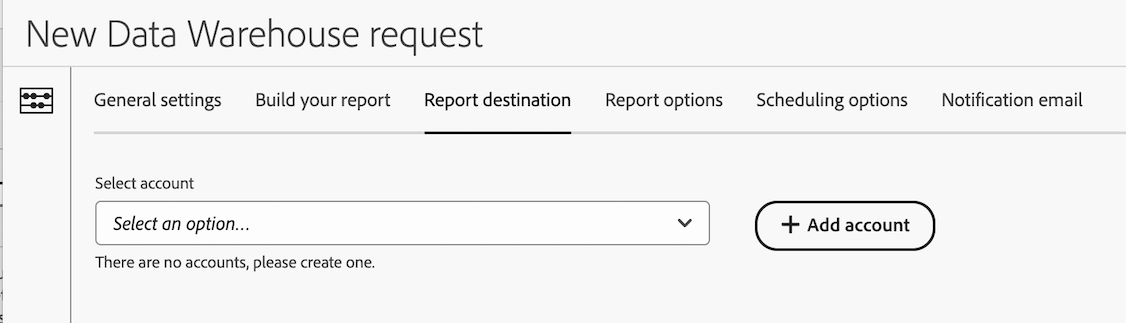 New Data Warehouse request
General settings Build your report Report destination Report options Scheduling options Notification email
Select account
Select an option...
+ Add account
There are no accounts, please create one.